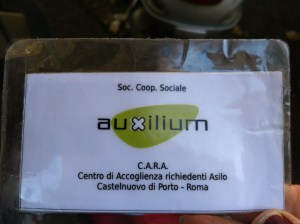 Soc. Coop. Sociale
auxilium
C.A.R.A.
Centro di Accoglienza richiedenti Asilo
Castelnuovo di Porto - Roma